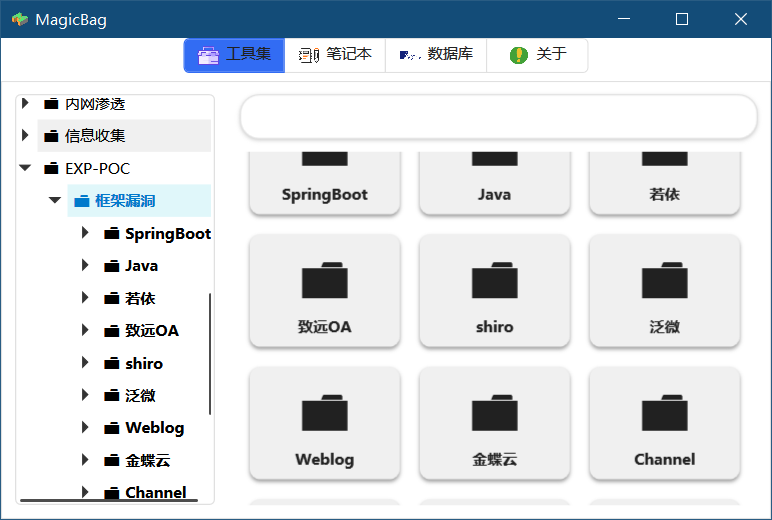 MagicBag
工具集
笔记本
数据库
关于
内网渗透
信息收集
EXP-POC
框架漏洞
SpringBoot
Java
若依
致远OA
shiro
泛微
Weblog
金蝶云
Channel
SpringBoot
Java
若依
致远OA
shiro
泛微
Weblog
金蝶云
Channel